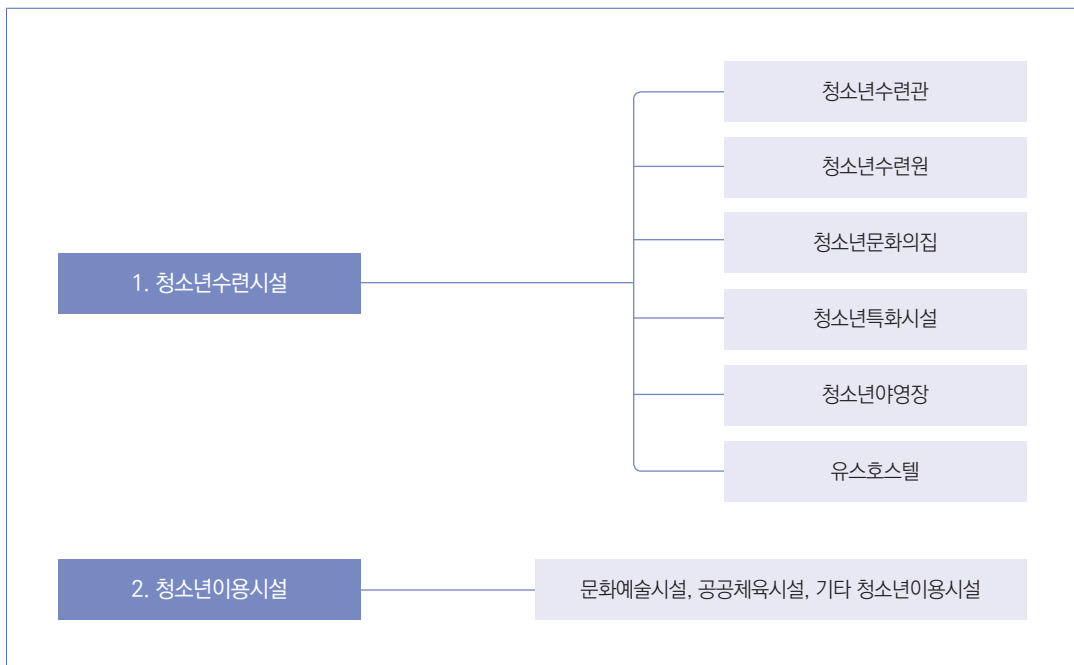 청소년수련관
청소년수련원
청소년문화의집
1. 청소년수련시설
청소년특화시설
청소년야영장
유스호스텔
2. 청소년이용시설
문화예술시설, 공공체육시설, 기타 청소년이용시설